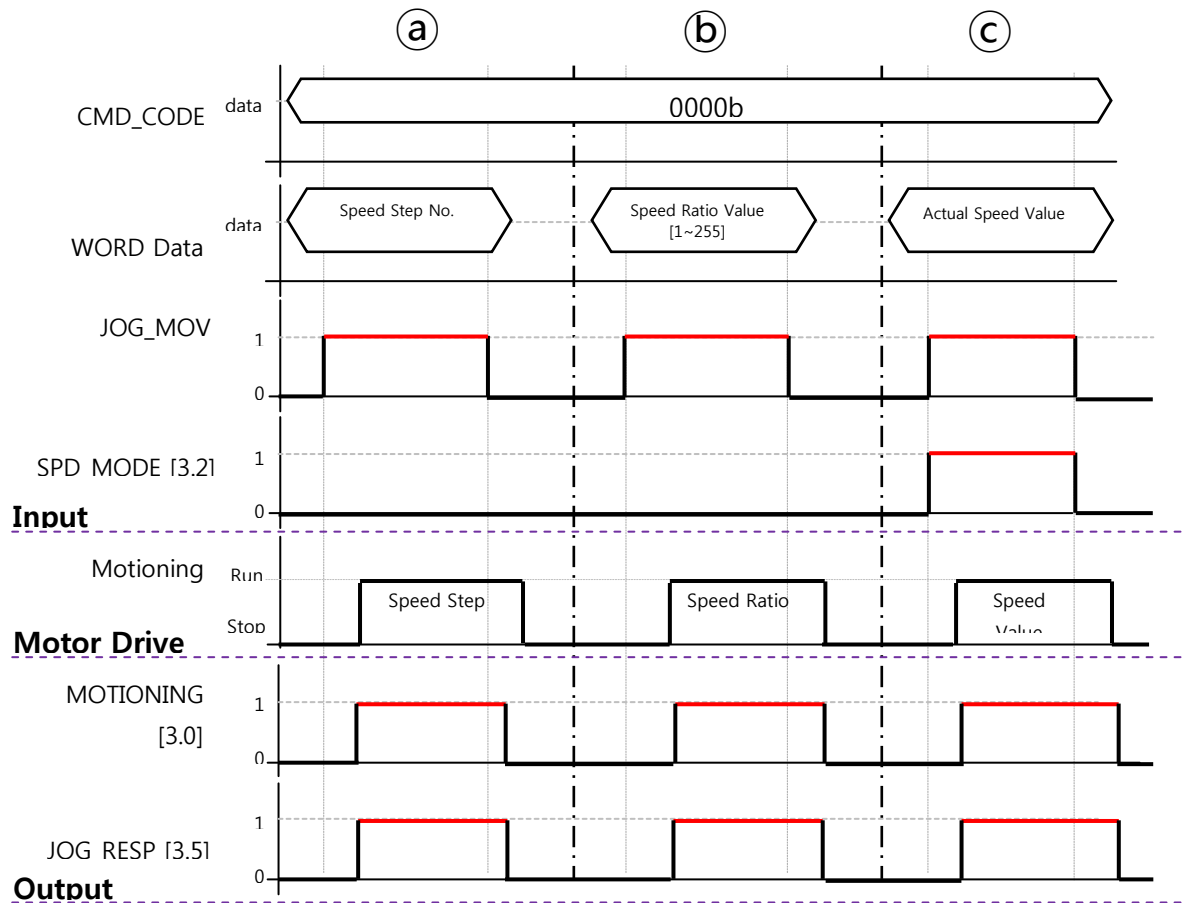 ⓐ ⓑ ⓒ
CMD_CODE data 0000b
WORD Data data Speed Step No. Speed Ratio Value [1~255] Actual Speed Value
JOG_MOV 1
0
SPD MODE [3.2] 1
0
Input
Motioning Run Speed Step Speed Ratio Speed Value
Stop
Motor Drive
MOTIONING 1
[3.0] 0
JOG RESP [3.5] 1
0
Output